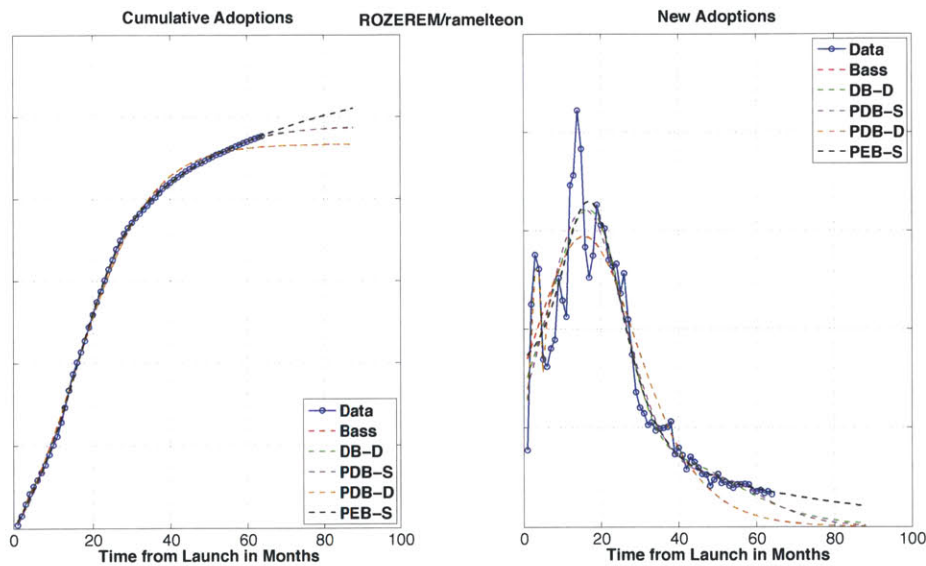 Cumulative Adoptions
ROZEREM/ramelteon
New Adoptions
Data
Bass
DB-D
PDB-S
PDB-D
PEB-S
0
20
40
60
80
100
Time from Launch in Months
Data
Bass
DB-D
PDB-S
PDB-D
PEB-S
0
20
40
60
80
100
Time from Launch in Months